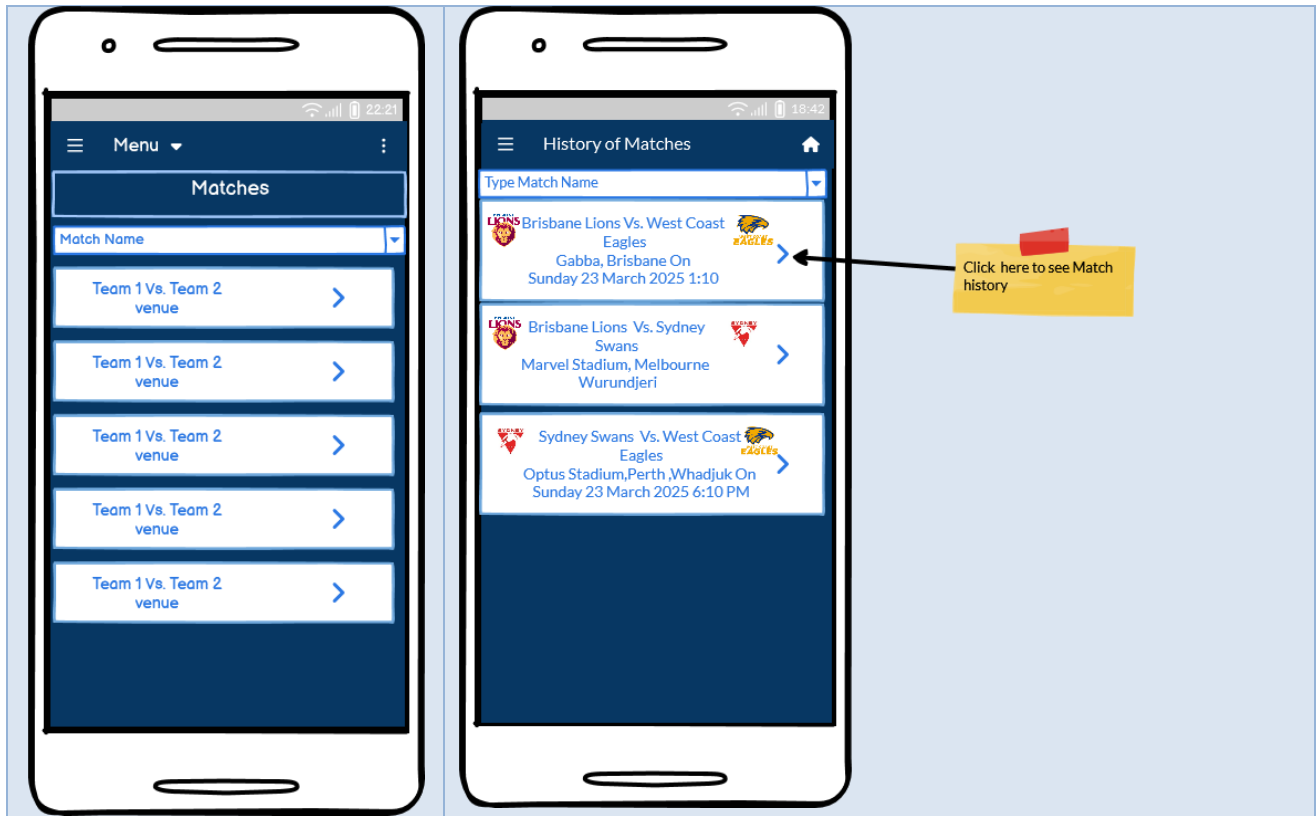 22:21
Menu
Matches
Match Name
Team 1 Vs. Team 2
venue
Team 1 Vs. Team 2
venue
Team 1 Vs. Team 2
venue
Team 1 Vs. Team 2
venue
Team 1 Vs. Team 2
venue
18:42
History of Matches
Type Match Name
LIONS
Brisbane Lions Vs. West Coast
Eagles
EAGLES
Gabba, Brisbane On
Sunday 23 March 2025 1:10
LIONS
Brisbane Lions Vs. Sydney
SYDNEY
Swans
Marvel Stadium, Melbourne
Wurundjeri
SYDNEY
Sydney Swans Vs. West Coast
Eagles
EAGLES
Optus Stadium,Perth ,Whadjuk On
Sunday 23 March 2025 6:10 PM
Click here to see Match
history